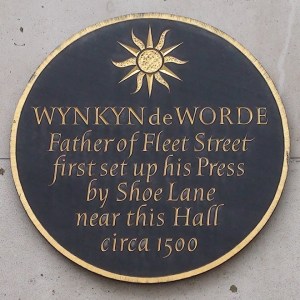 WYNKYN de WORDE
Father of Fleet Street
first set up his Press
by Shoe Lane
near this Hall
circa 1500